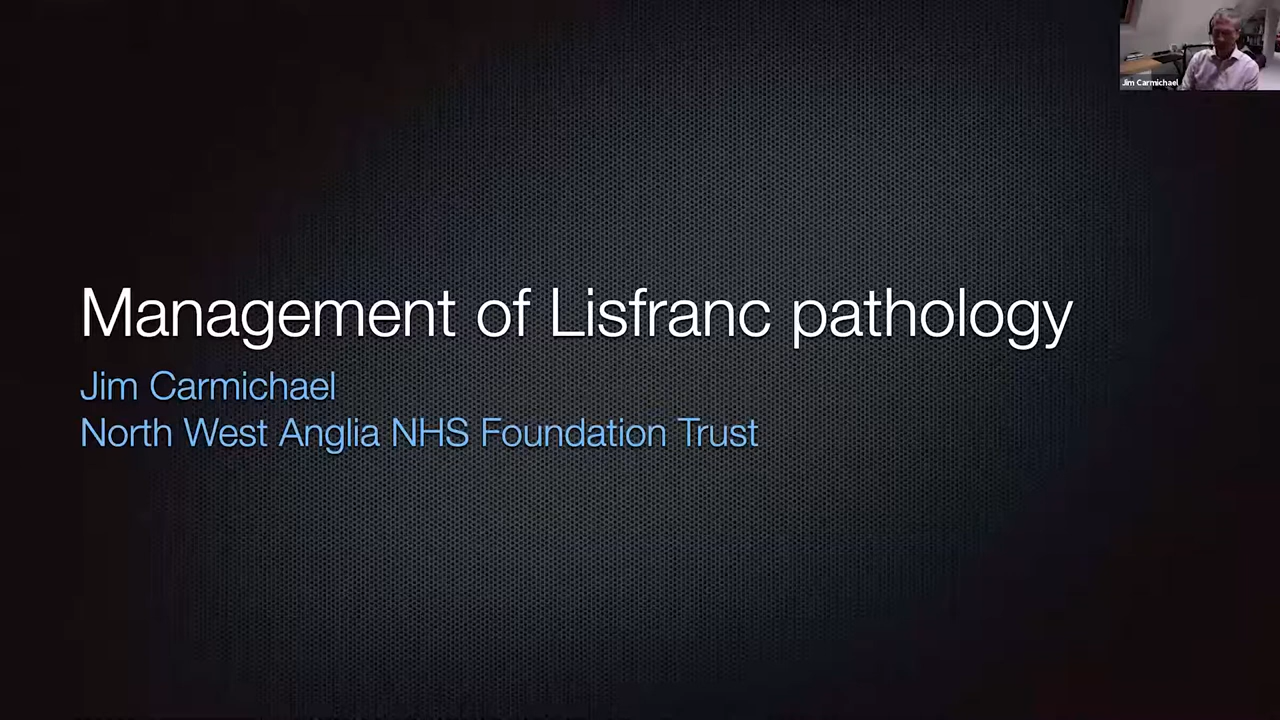 Jim Carmichael
Management of Lisfranc pathology
Jim Carmichael
North West Anglia NHS Foundation Trust